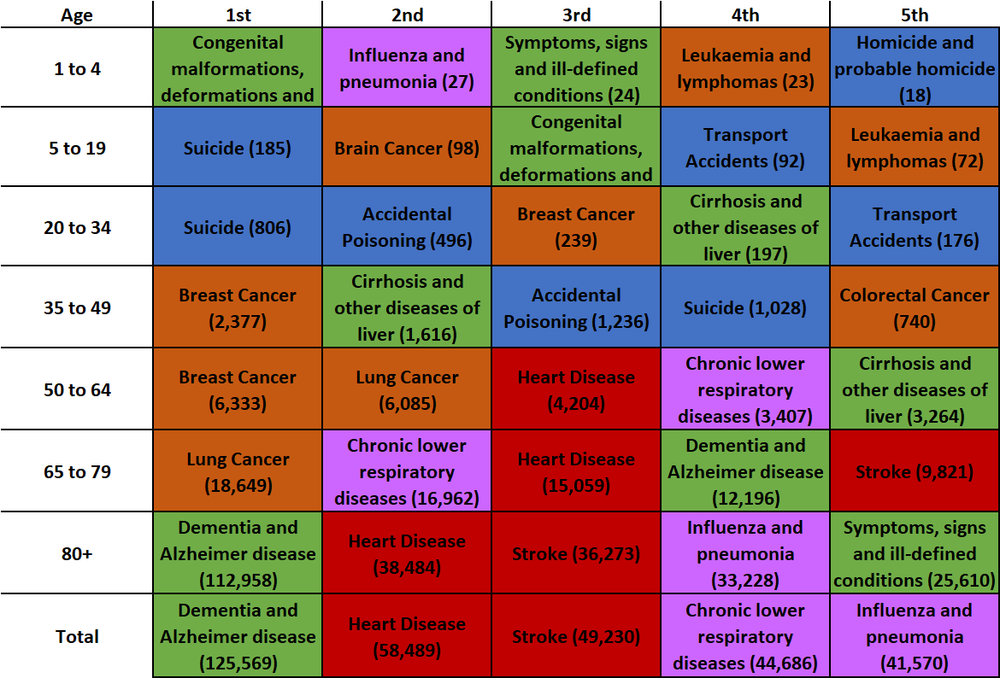 Age 1st 2nd 3rd 4th 5th
1 to 4
Congenital
malformations,
deformations and
Influenza and
pneumonia (27)
Symptoms, signs
and ill-defined
conditions (24)
Leukaemia and
lymphomas (23)
Homicide and
probable homicide
(18)
5 to 19
Suicide (185)
Brain Cancer (98)
Congenital
malformations,
deformations and
Transport
Accidents (92)
Leukaemia and
lymphomas (72)
20 to 34
Suicide (806)
Accidental
Poisoning (496)
Breast Cancer
(239)
Cirrhosis and
other diseases of
liver (197)
Transport
Accidents (176)
35 to 49
Breast Cancer
(2,377)
Cirrhosis and
other diseases of
liver (1,616)
Accidental
Poisoning (1,236)
Suicide (1,028)
Colorectal Cancer
(740)
50 to 64
Breast Cancer
(6,333)
Lung Cancer
(6,085)
Heart Disease
(4,204)
Chronic lower
respiratory
diseases (3,407)
Cirrhosis and
other diseases of
liver (3,264)
65 to 79
Lung Cancer
(18,649)
Chronic lower
respiratory
diseases (16,962)
Heart Disease
(15,059)
Dementia and
Alzheimer disease
(12,196)
Stroke (9,821)
80+
Dementia and
Alzheimer disease
(112,958)
Heart Disease
(38,484)
Stroke (36,273)
Influenza and
pneumonia
(33,228)
Symptoms, signs
and ill-defined
conditions (25,610)
Total
Dementia and
Alzheimer disease
(125,569)
Heart Disease
(58,489)
Stroke (49,230)
Chronic lower
respiratory
diseases (44,686)
Influenza and
pneumonia
(41,570)